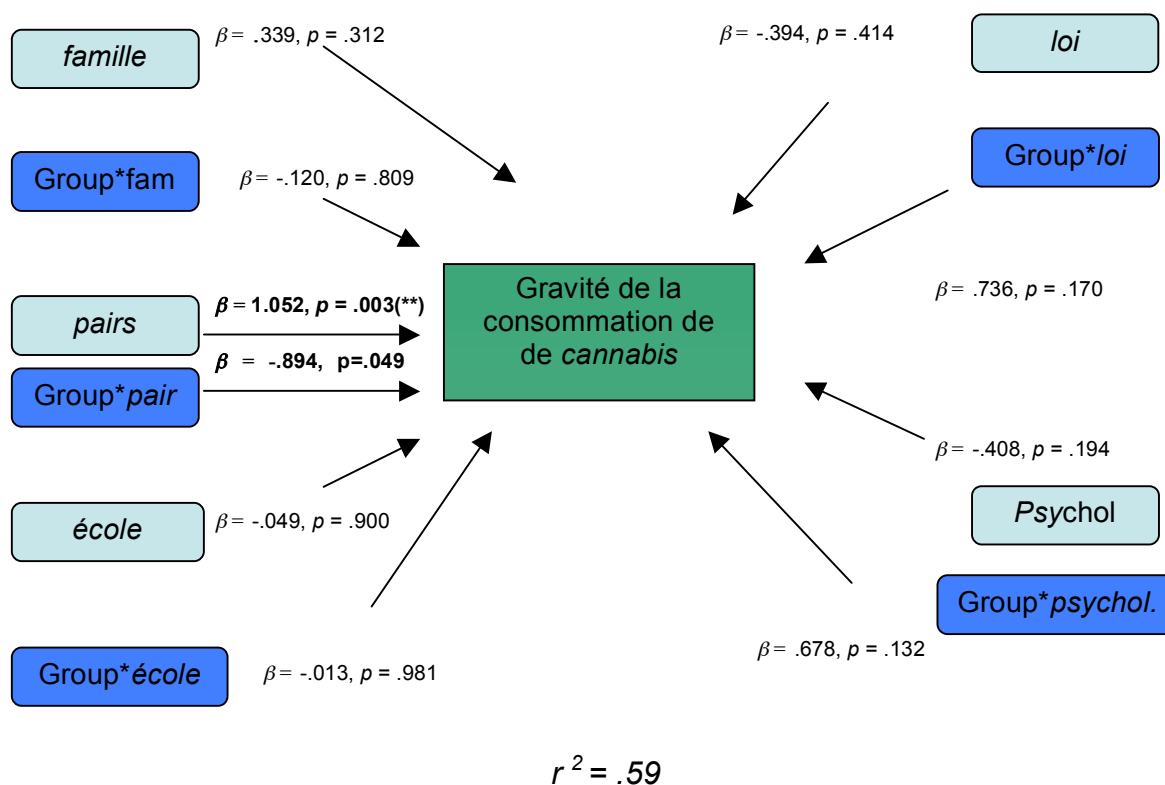 famille
β = .339, p = .312
β = -.394, p = .414
loi
Group*fam
β = -.120, p = .809
Group*loi
β = .736, p = .170
pairs
β = 1.052, p = .003(**)
Group*pair
β = -.894, p=.049
Gravité de la
consommation de
de cannabis
école
β = -.049, p = .900
β = -.408, p = .194
Psychol
Group*école
β = -.013, p = .981
β = .678, p = .132
Group*psychol.
r ² = .59